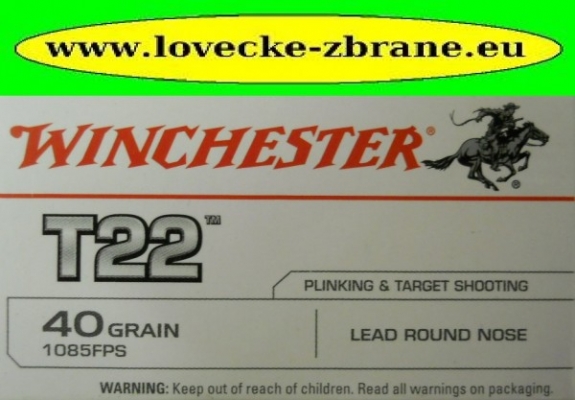 www.lovecke-zbrane.eu
WINCHESTER®
®
T22™
PLINKING & TARGET SHOOTING
40 GRAIN
1085FPS
LEAD ROUND NOSE
WARNING: Keep out of reach of children. Read all warnings on packaging.